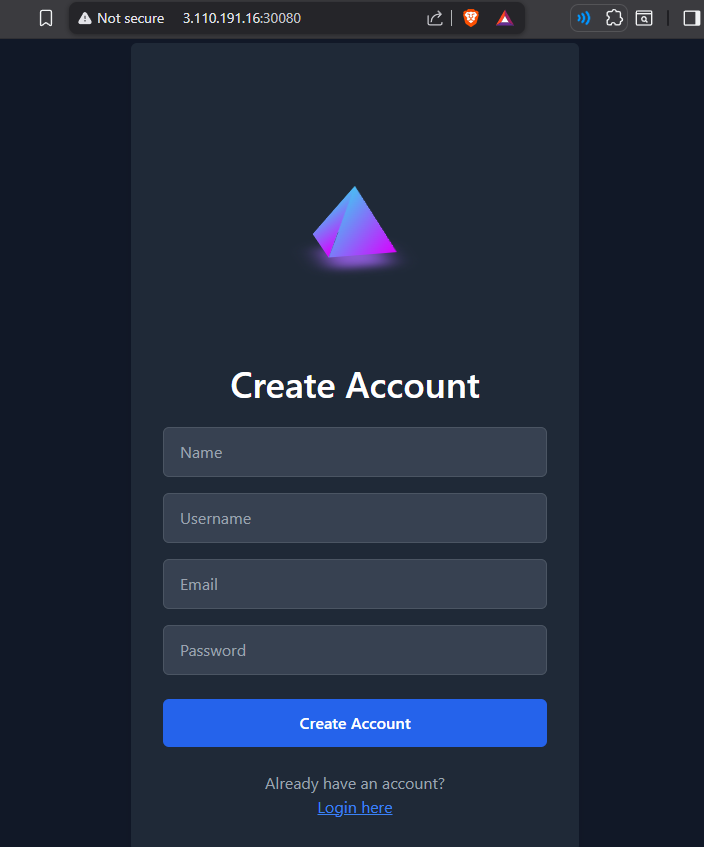 Not secure 3.110.191.16:30080
Create Account
Name
Username
Email
Password
Create Account
Already have an account?
Login here